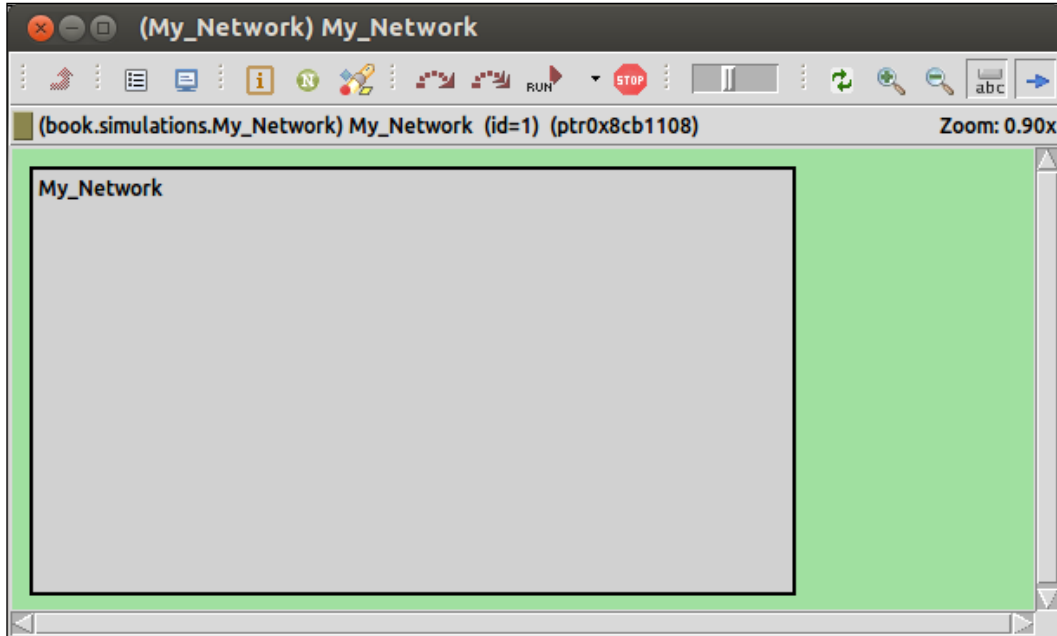 (My_Network) My_Network
i N RUN STOP abc
(book.simulations.My_Network) My_Network (id=1) (ptr0x8cb1108) Zoom: 0.90x
My_Network